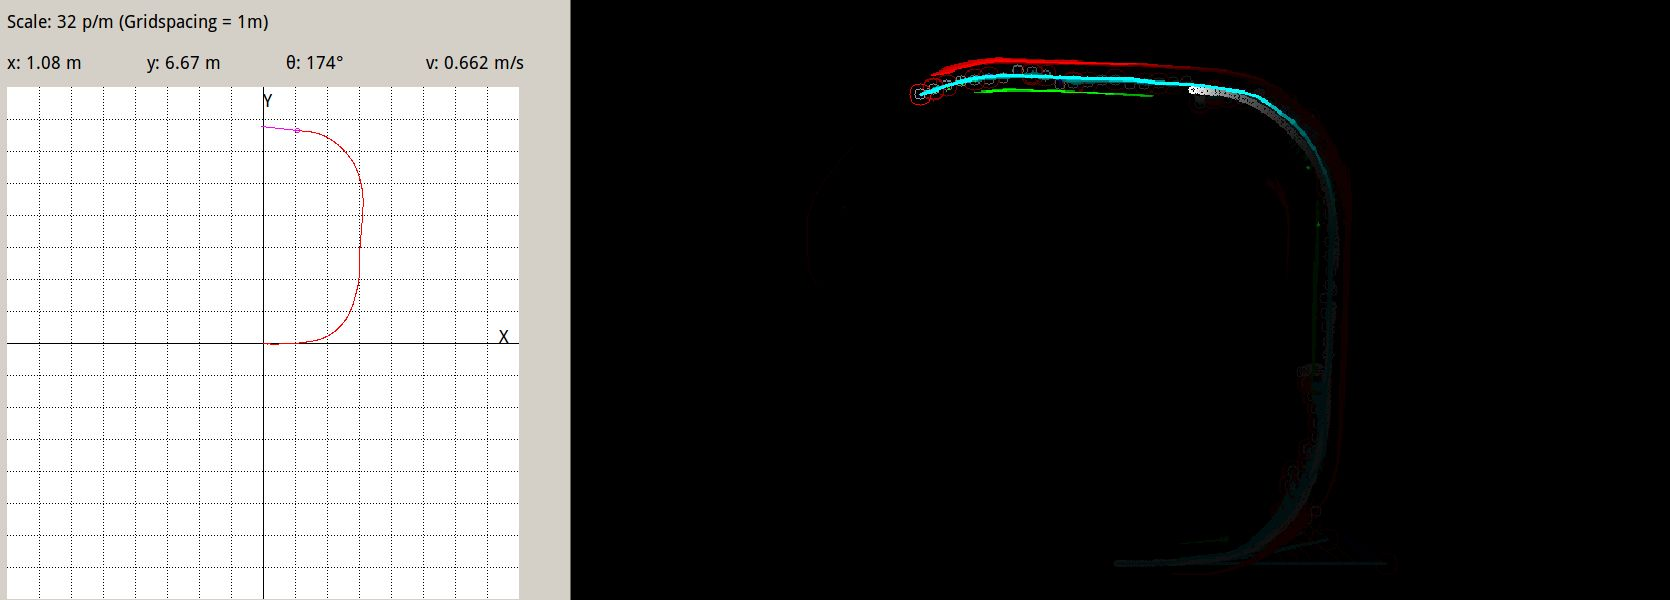 Scale: 32 p/m (Gridspacing = 1m)
x: 1.08 m y: 6.67 m θ: 174° v: 0.662 m/s
Y
X